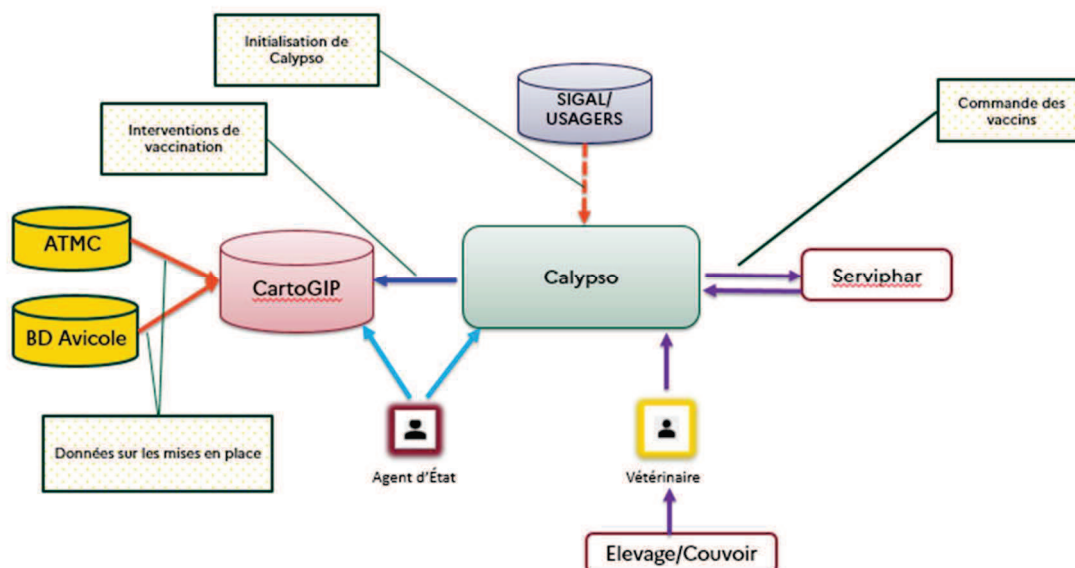 Initialisation de
Calypso
SIGAL/
USAGERS
Commande des
vaccins
Interventions de
vaccination
ATMC
CartoGIP
Calypso
Serviphar
BD Avicole
Données sur les mises en place
Agent d'État
Vétérinaire
Elevage/Couvoir